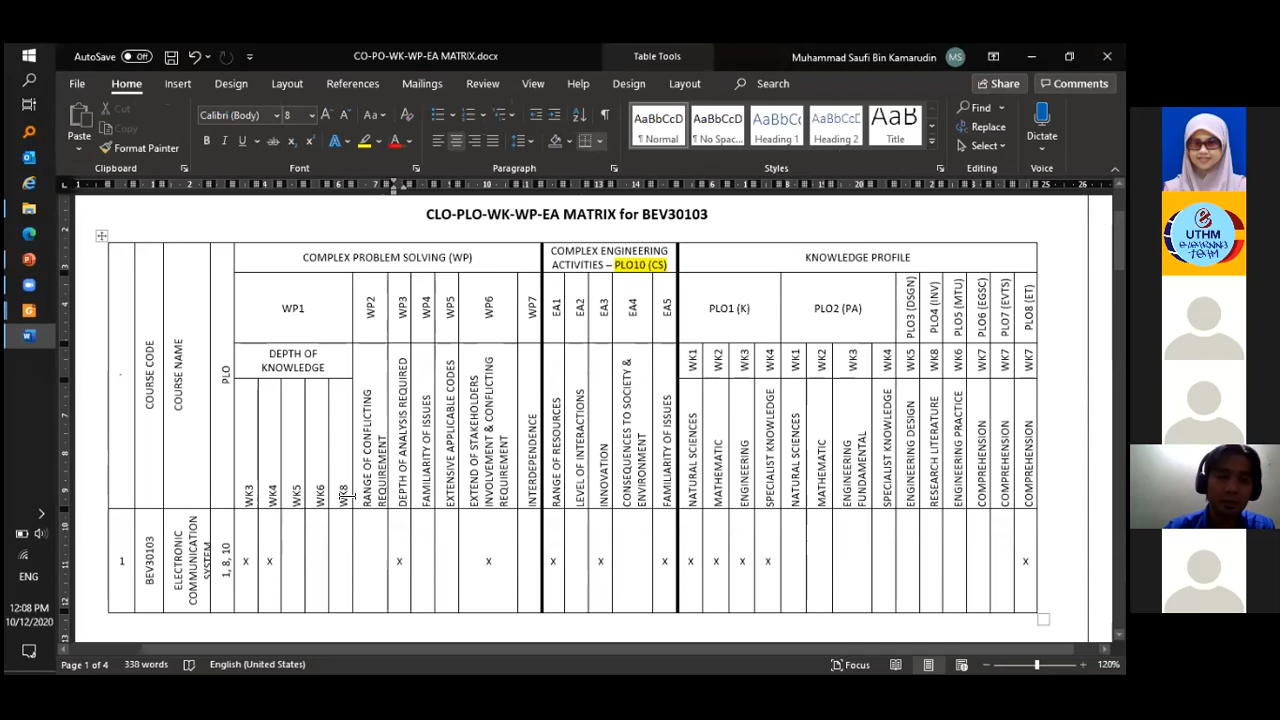 AutoSave Off
CO-PO-WK-WP-EA MATRIX.docx
Table Tools
Muhammad Saufi Bin Kamarudin MS
File Home Insert Design Layout References Mailings Review View Help Design Layout Search
Share Comments
Paste
Cut
Copy
Format Painter
Clipboard
Calibri (Body) 8
Font
Paragraph
AaBbCcD
¶ Normal
AaBbCcD
¶ No Spac...
AaBbCcD
Heading 1
AaBbCcD
Heading 2
AaB
Title
Styles
Find
Replace
Select
Editing
Dictate
Voice
CLO-PLO-WK-WP-EA MATRIX for BEV30103
COURSE CODE
COURSE NAME
PLO
COMPLEX PROBLEM SOLVING (WP)
COMPLEX ENGINEERING
ACTIVITIES – PLO10 (CS)
KNOWLEDGE PROFILE
WP1
WP2
WP3
WP4
WP5
WP6
WP7
EA1
EA2
EA3
EA4
EA5
PLO1 (K)
PLO2 (PA)
PLO3 (DSGN)
PLO4 (INV)
PLO5 (MTU)
PLO6 (EGSC)
PLO7 (EVTS)
PLO8 (ET)
DEPTH OF
KNOWLEDGE
WK1
WK2
WK3
WK4
WK1
WK2
WK3
WK4
WK5
WK8
WK6
WK7
WK7
WK7
WK3
WK4
WK5
WK6
WK8
RANGE OF CONFLICTING
REQUIREMENT
DEPTH OF ANALYSIS REQUIRED
FAMILIARITY OF ISSUES
EXTENSIVE APPLICABLE CODES
EXTEND OF STAKEHOLDERS
INVOLVEMENT & CONFLICTING
REQUIREMENT
INTERDEPENDENCE
RANGE OF RESOURCES
LEVEL OF INTERACTIONS
INNOVATION
CONSEQUENCES TO SOCIETY &
ENVIRONMENT
FAMILIARITY OF ISSUES
NATURAL SCIENCES
MATHEMATIC
ENGINEERING
SPECIALIST KNOWLEDGE
NATURAL SCIENCES
MATHEMATIC
ENGINEERING
FUNDAMENTAL
SPECIALIST KNOWLEDGE
ENGINEERING DESIGN
RESEARCH LITERATURE
ENGINEERING PRACTICE
COMPREHENSION
COMPREHENSION
COMPREHENSION
1
BEV30103
ELECTRONIC
COMMUNICATION
SYSTEM
1, 8, 10
x x x x x x x x x x x x
Page 1 of 4
338 words
English (United States)
Focus
120%
ENG
12:08 PM
10/12/2020
UTHM
e-Learning
TEAM